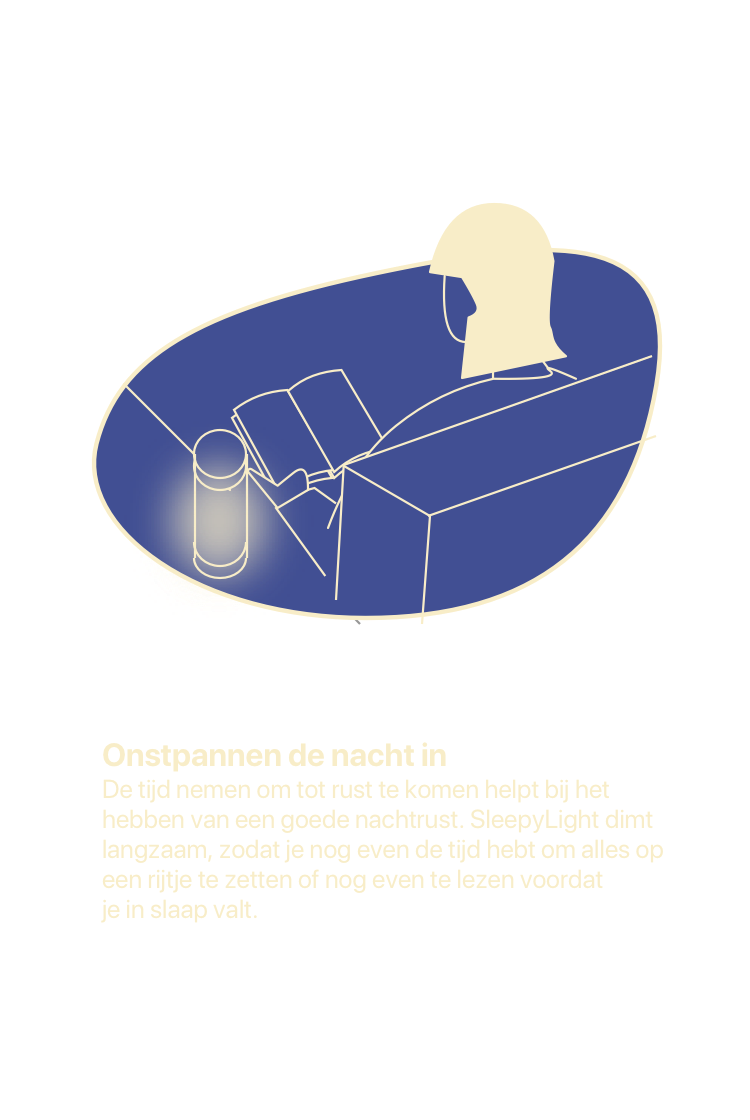 Onstpannen de nacht in
De tijd nemen om tot rust te komen helpt bij het
hebben van een goede nachtrust. SleepyLight dimt
langzaam, zodat je nog even de tijd hebt om alles op
een rijtje te zetten of nog even te lezen voordat
je in slaap valt.